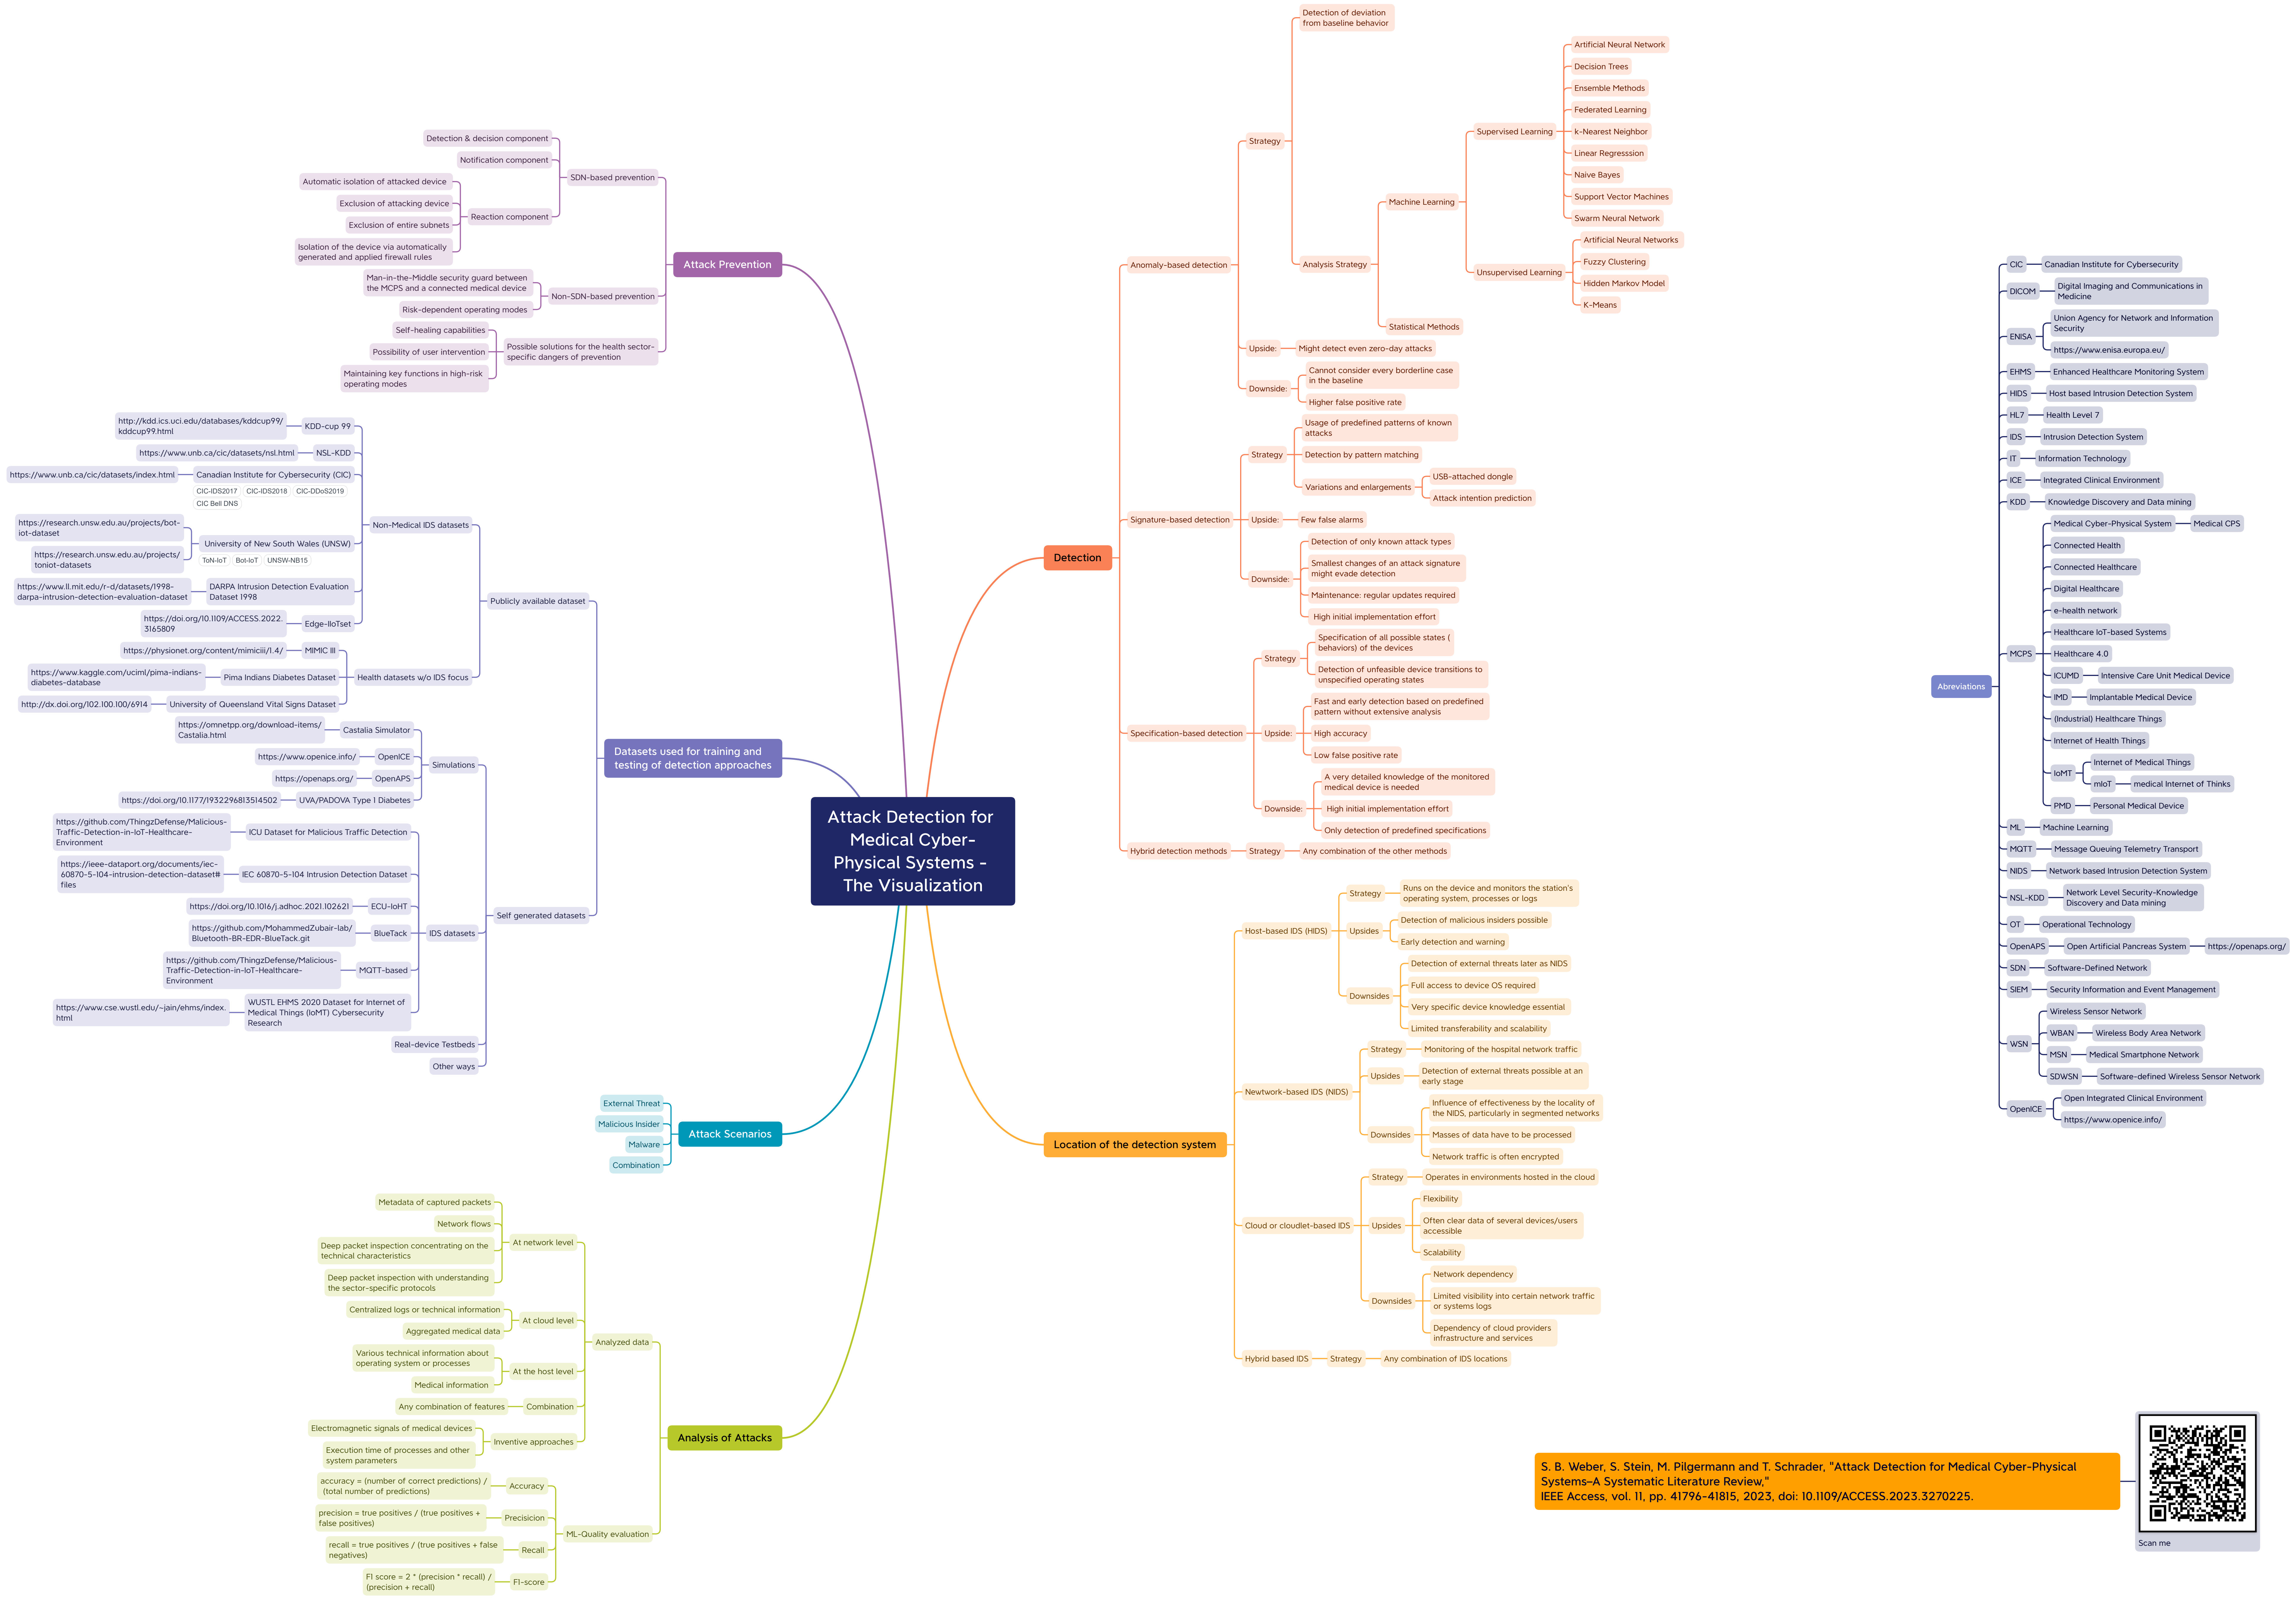 Attack Detection for
Medical Cyber-
Physical Systems -
The Visualization
Attack Prevention
SDN-based prevention
Detection & decision component
Notification component
Reaction component
Automatic isolation of attacked device
Exclusion of attacking device
Exclusion of entire subnets
Isolation of the device via automatically
generated and applied firewall rules
Non-SDN-based prevention
Man-in-the-Middle security guard between
the MCPS and a connected medical device
Risk-dependent operating modes
Possible solutions for the health sector-
specific dangers of prevention
Self-healing capabilities
Possibility of user intervention
Maintaining key functions in high-risk
operating modes
Datasets used for training and
testing of detection approaches
Publicly available dataset
Non-Medical IDS datasets
KDD-cup 99
http://kdd.ics.uci.edu/databases/kddcup99/
kddcup99.html
NSL-KDD
https://www.unb.ca/cic/datasets/nsl.html
Canadian Institute for Cybersecurity (CIC)
https://www.unb.ca/cic/datasets/index.html
CIC-IDS2017 CIC-IDS2018 CIC-DDoS2019
CIC Bell DNS
University of New South Wales (UNSW)
https://research.unsw.edu.au/projects/bot-
iot-dataset
https://research.unsw.edu.au/projects/
toniot-datasets
ToN-IoT Bot-IoT UNSW-NB15
DARPA Intrusion Detection Evaluation
Dataset 1998
https://www.ll.mit.edu/r-d/datasets/1998-
darpa-intrusion-detection-evaluation-dataset
Edge-IIoTset
https://doi.org/10.1109/ACCESS.2022.
3165809
Health datasets w/o IDS focus
MIMIC III
https://physionet.org/content/mimiciii/1.4/
Pima Indians Diabetes Dataset
https://www.kaggle.com/uciml/pima-indians-
diabetes-database
University of Queensland Vital Signs Dataset
http://dx.doi.org/102.100.100/6914
Self generated datasets
Simulations
Castalia Simulator
https://omnetpp.org/download-items/
Castalia.html
OpenICE
https://www.openice.info/
OpenAPS
https://openaps.org/
UVA/PADOVA Type 1 Diabetes
https://doi.org/10.1177/1932296813514502
IDS datasets
ICU Dataset for Malicious Traffic Detection
https://github.com/ThingzDefense/Malicious-
Traffic-Detection-in-IoT-Healthcare-
Environment
IEC 60870-5-104 Intrusion Detection Dataset
https://ieee-dataport.org/documents/iec-
60870-5-104-intrusion-detection-dataset#
files
ECU-IoHT
https://doi.org/10.1016/j.adhoc.2021.102621
BlueTack
https://github.com/MohammedZubair-lab/
Bluetooth-BR-EDR-BlueTack.git
MQTT-based
https://github.com/ThingzDefense/Malicious-
Traffic-Detection-in-IoT-Healthcare-
Environment
WUSTL EHMS 2020 Dataset for Internet of
Medical Things (IoMT) Cybersecurity
Research
https://www.cse.wustl.edu/~jain/ehms/index.
html
Real-device Testbeds
Other ways
Attack Scenarios
External Threat
Malicious Insider
Malware
Combination
Analysis of Attacks
Analyzed data
At network level
Metadata of captured packets
Network flows
Deep packet inspection concentrating on the
technical characteristics
Deep packet inspection with understanding
the sector-specific protocols
At cloud level
Centralized logs or technical information
Aggregated medical data
At the host level
Various technical information about
operating system or processes
Medical information
Combination
Any combination of features
Inventive approaches
Electromagnetic signals of medical devices
Execution time of processes and other
system parameters
ML-Quality evaluation
Accuracy
accuracy = (number of correct predictions) /
(total number of predictions)
Precisicion
precision = true positives / (true positives +
false positives)
Recall
recall = true positives / (true positives + false
negatives)
F1-score
F1 score = 2 * (precision * recall) /
(precision + recall)
Detection
Anomaly-based detection
Strategy
Detection of deviation
from baseline behavior
Analysis Strategy
Machine Learning
Supervised Learning
Artificial Neural Network
Decision Trees
Ensemble Methods
Federated Learning
k-Nearest Neighbor
Linear Regresssion
Naive Bayes
Support Vector Machines
Swarm Neural Network
Unsupervised Learning
Artificial Neural Networks
Fuzzy Clustering
Hidden Markov Model
K-Means
Statistical Methods
Upside:
Might detect even zero-day attacks
Downside:
Cannot consider every borderline case
in the baseline
Higher false positive rate
Signature-based detection
Strategy
Usage of predefined patterns of known
attacks
Detection by pattern matching
Variations and enlargements
USB-attached dongle
Attack intention prediction
Upside:
Few false alarms
Downside:
Detection of only known attack types
Smallest changes of an attack signature
might evade detection
Maintenance: regular updates required
High initial implementation effort
Specification-based detection
Strategy
Specification of all possible states (
behaviors) of the devices
Detection of unfeasible device transitions to
unspecified operating states
Upside:
Fast and early detection based on predefined
pattern without extensive analysis
High accuracy
Low false positive rate
Downside:
A very detailed knowledge of the monitored
medical device is needed
High initial implementation effort
Only detection of predefined specifications
Hybrid detection methods
Strategy
Any combination of the other methods
Location of the detection system
Host-based IDS (HIDS)
Strategy
Runs on the device and monitors the station's
operating system, processes or logs
Upsides
Detection of malicious insiders possible
Early detection and warning
Downsides
Detection of external threats later as NIDS
Full access to device OS required
Very specific device knowledge essential
Limited transferability and scalability
Newtwork-based IDS (NIDS)
Strategy
Monitoring of the hospital network traffic
Upsides
Detection of external threats possible at an
early stage
Downsides
Influence of effectiveness by the locality of
the NIDS, particularly in segmented networks
Masses of data have to be processed
Network traffic is often encrypted
Cloud or cloudlet-based IDS
Strategy
Operates in environments hosted in the cloud
Upsides
Flexibility
Often clear data of several devices/users
accessible
Scalability
Downsides
Network dependency
Limited visibility into certain network traffic
or systems logs
Dependency of cloud providers
infrastructure and services
Hybrid based IDS
Strategy
Any combination of IDS locations
Abreviations
CIC
Canadian Institute for Cybersecurity
DICOM
Digital Imaging and Communications in
Medicine
ENISA
Union Agency for Network and Information
Security
https://www.enisa.europa.eu/
EHMS
Enhanced Healthcare Monitoring System
HIDS
Host based Intrusion Detection System
HL7
Health Level 7
IDS
Intrusion Detection System
IT
Information Technology
ICE
Integrated Clinical Environment
KDD
Knowledge Discovery and Data mining
MCPS
Medical Cyber-Physical System
Medical CPS
Connected Health
Connected Healthcare
Digital Healthcare
e-health network
Healthcare IoT-based Systems
Healthcare 4.0
ICUMD
Intensive Care Unit Medical Device
IMD
Implantable Medical Device
(Industrial) Healthcare Things
Internet of Health Things
IoMT
Internet of Medical Things
mIoT
medical Internet of Thinks
PMD
Personal Medical Device
ML
Machine Learning
MQTT
Message Queuing Telemetry Transport
NIDS
Network based Intrusion Detection System
NSL-KDD
Network Level Security-Knowledge
Discovery and Data mining
OT
Operational Technology
OpenAPS
Open Artificial Pancreas System
https://openaps.org/
SDN
Software-Defined Network
SIEM
Security Information and Event Management
WSN
Wireless Sensor Network
WBAN
Wireless Body Area Network
MSN
Medical Smartphone Network
SDWSN
Software-defined Wireless Sensor Network
OpenICE
Open Integrated Clinical Environment
https://www.openice.info/
S. B. Weber, S. Stein, M. Pilgermann and T. Schrader, "Attack Detection for Medical Cyber-Physical
Systems–A Systematic Literature Review,"
IEEE Access, vol. 11, pp. 41796-41815, 2023, doi: 10.1109/ACCESS.2023.3270225.
Scan me